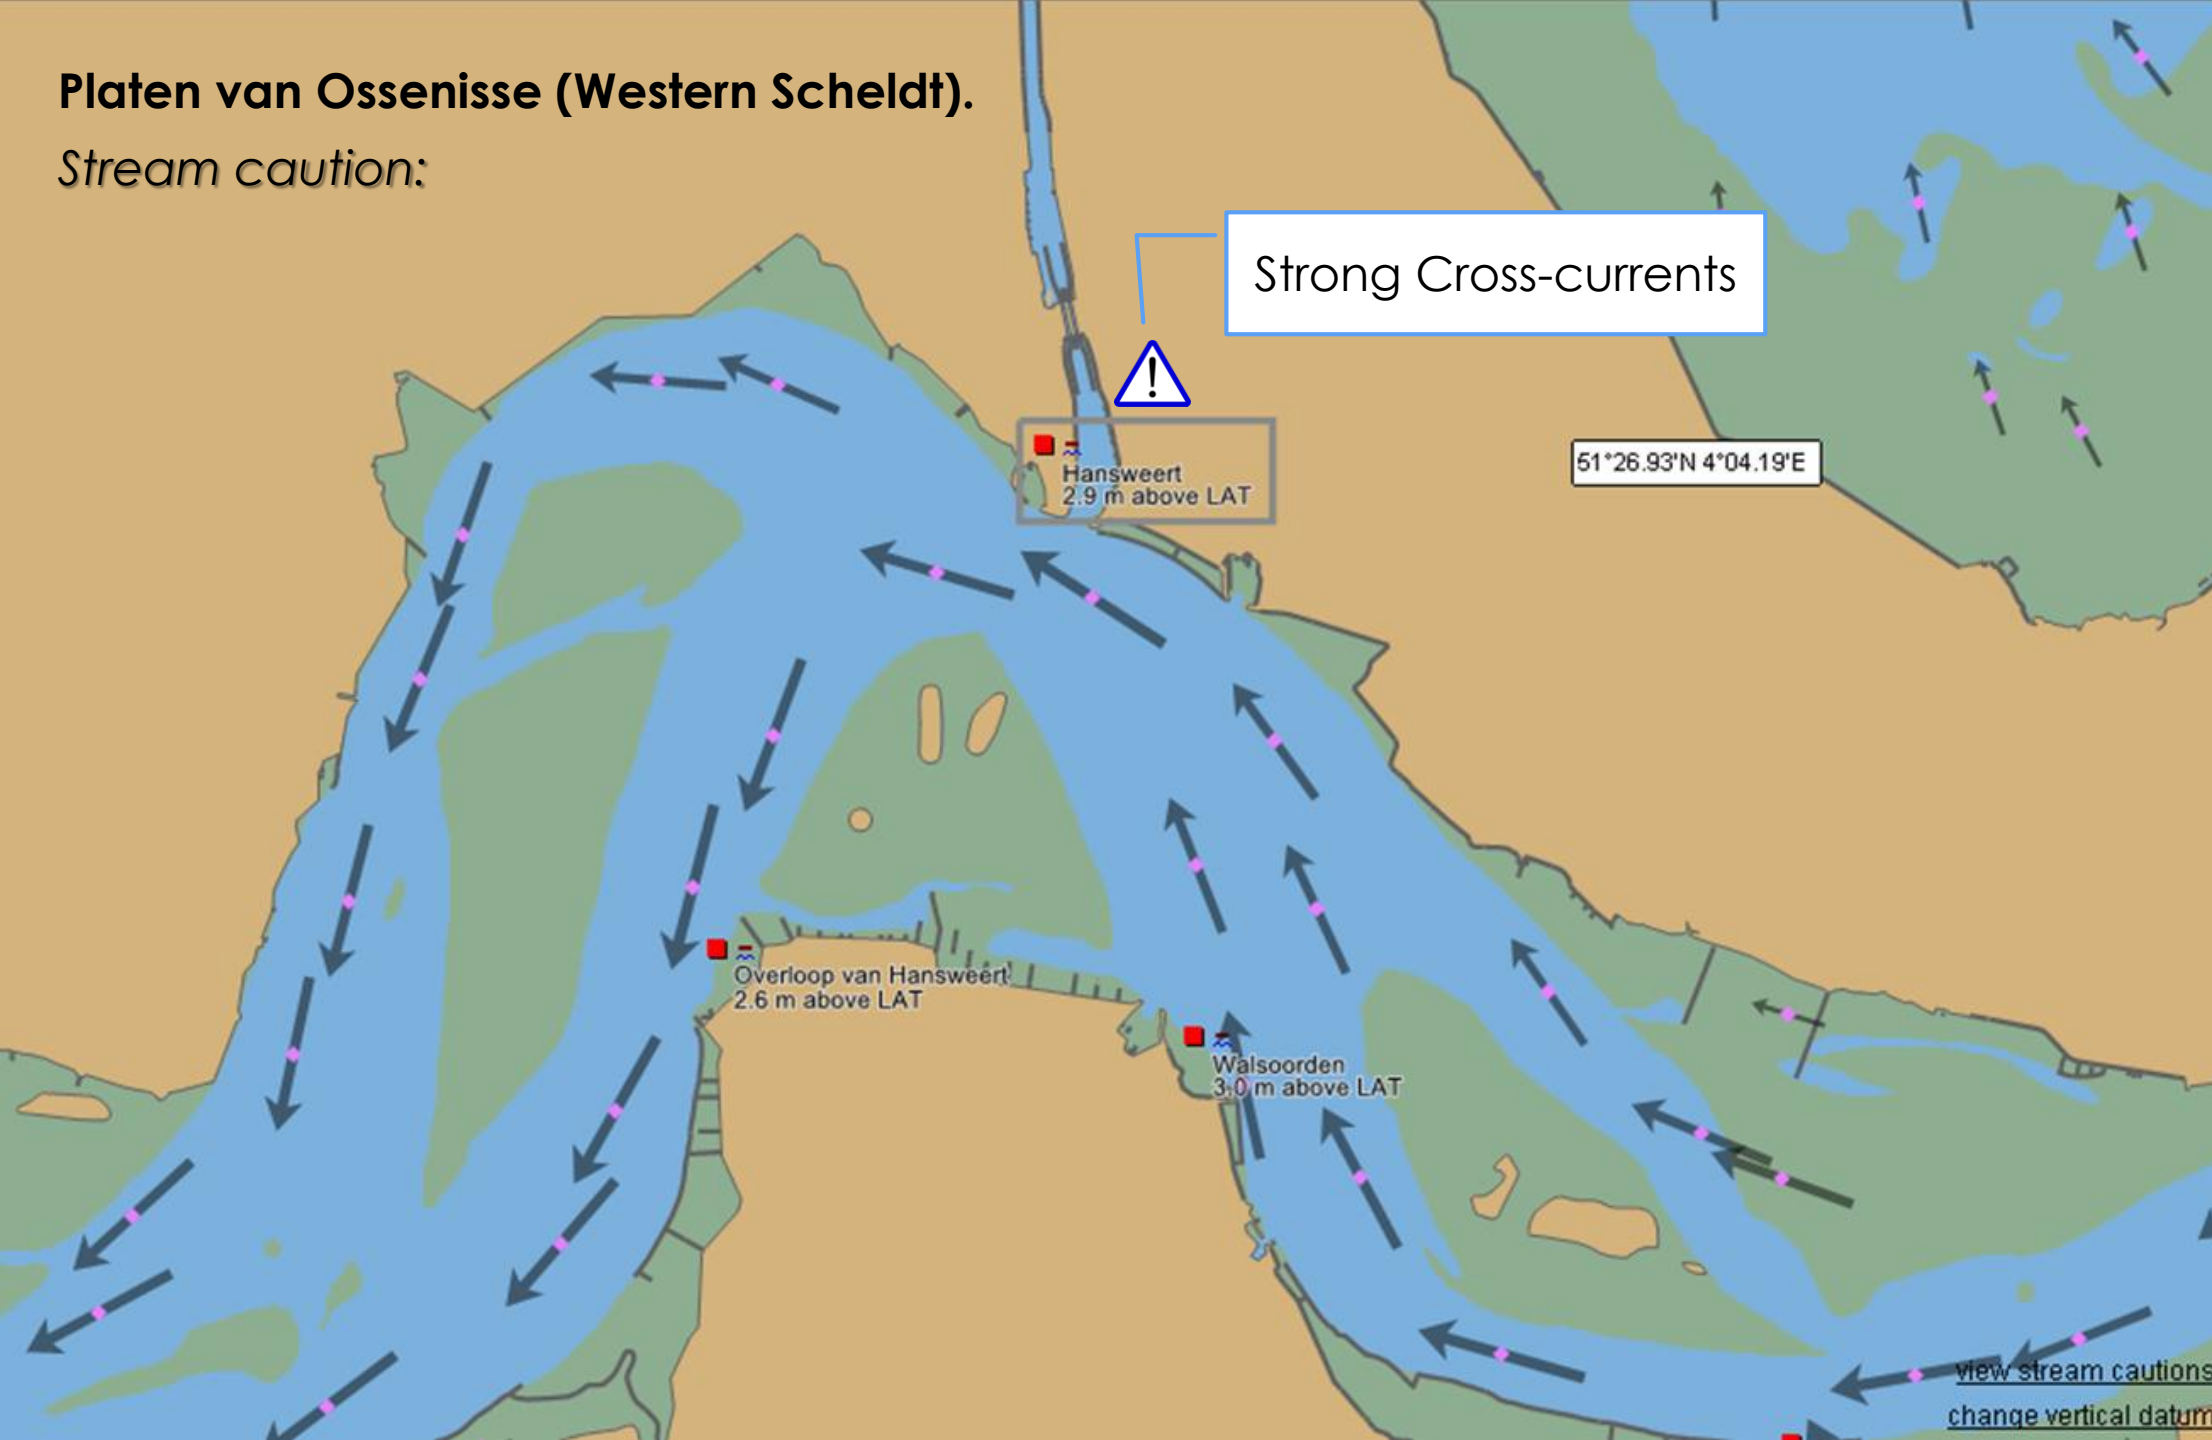 Platen van Ossenisse (Western Scheldt).
Stream caution:
Strong Cross-currents
!
51°26.93'N 4°04.19'E
Hansweert
2.9 m above LAT
Overloop van Hansweert
2.6 m above LAT
Walsoorden
3.0 m above LAT
view stream cautions
change vertical datum